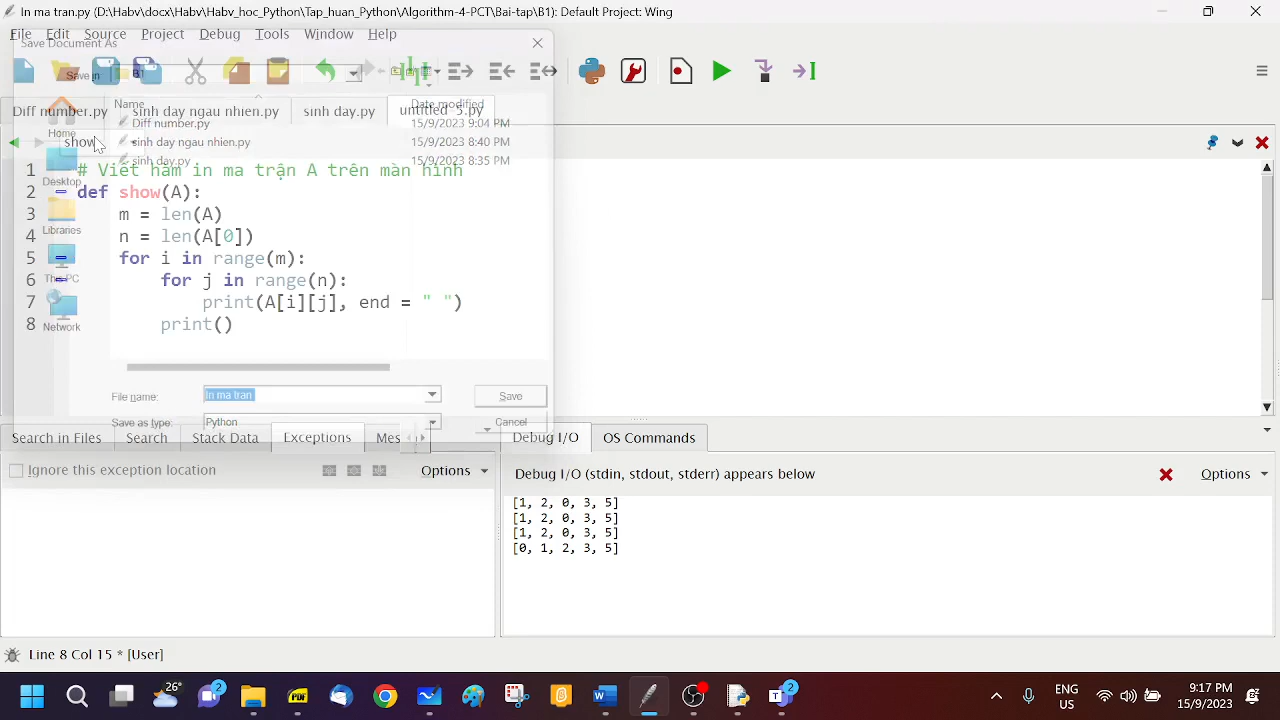 In ma tran.py (D:\Habv\docx\Habv_hoc_Python\Tap_huan_Python\Algorithm-4-PCT\Bai-tap\B1): Default Project: Wing
File Edit Source Project Debug Tools Window Help
Save Document As
Save in
B1
Diff number.py
sinh day ngau nhien.py
sinh day.py
untitled-5.py
Name
Date modified
Home
Diff number.py 15/9/2023 9:04 PM
show
sinh day ngau nhien.py 15/9/2023 8:40 PM
sinh day.py 15/9/2023 8:35 PM
Desktop
Libraries
This PC
Network
1 # Viết hàm in ma trận A trên màn hình
2 def show(A):
3 m = len(A)
4 n = len(A[0])
5 for i in range(m):
6 for j in range(n):
7 print(A[i][j], end = " ")
8 print()
File name: In ma tran Save
Save as type: Python Cancel
Search in Files Search Stack Data Exceptions Mes
Debug I/O OS Commands
Ignore this exception location Options
Debug I/O (stdin, stdout, stderr) appears below Options
[1, 2, 0, 3, 5]
[1, 2, 0, 3, 5]
[1, 2, 0, 3, 5]
[0, 1, 2, 3, 5]
Line 8 Col 15 * [User]
26°
2
PDF
2
ENG
US
9:17 PM
15/9/2023